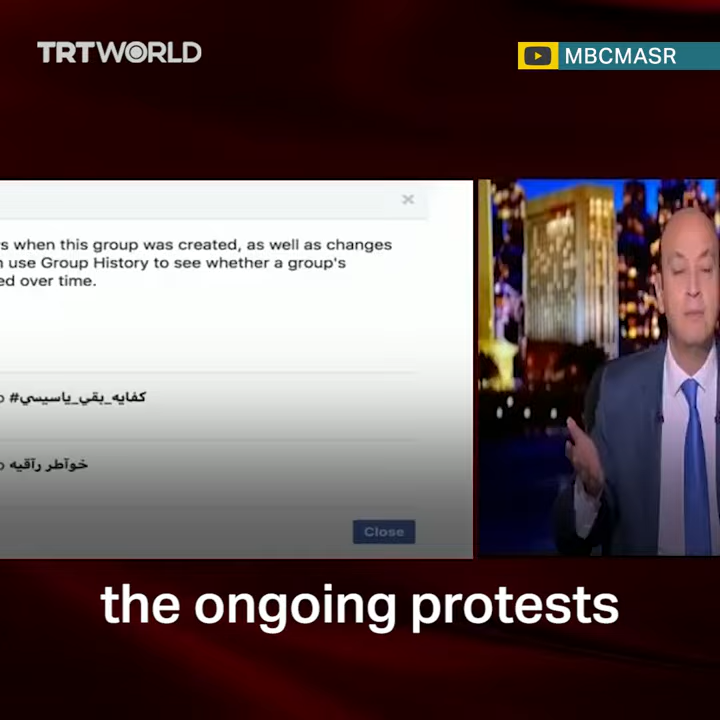 TRTWORLD
MBCMASR
s when this group was created, as well as changes
use Group History to see whether a group's
ed over time.
#كفايه_بقي_ياسيسي
خوآطر رآقيه
Close
the ongoing protests